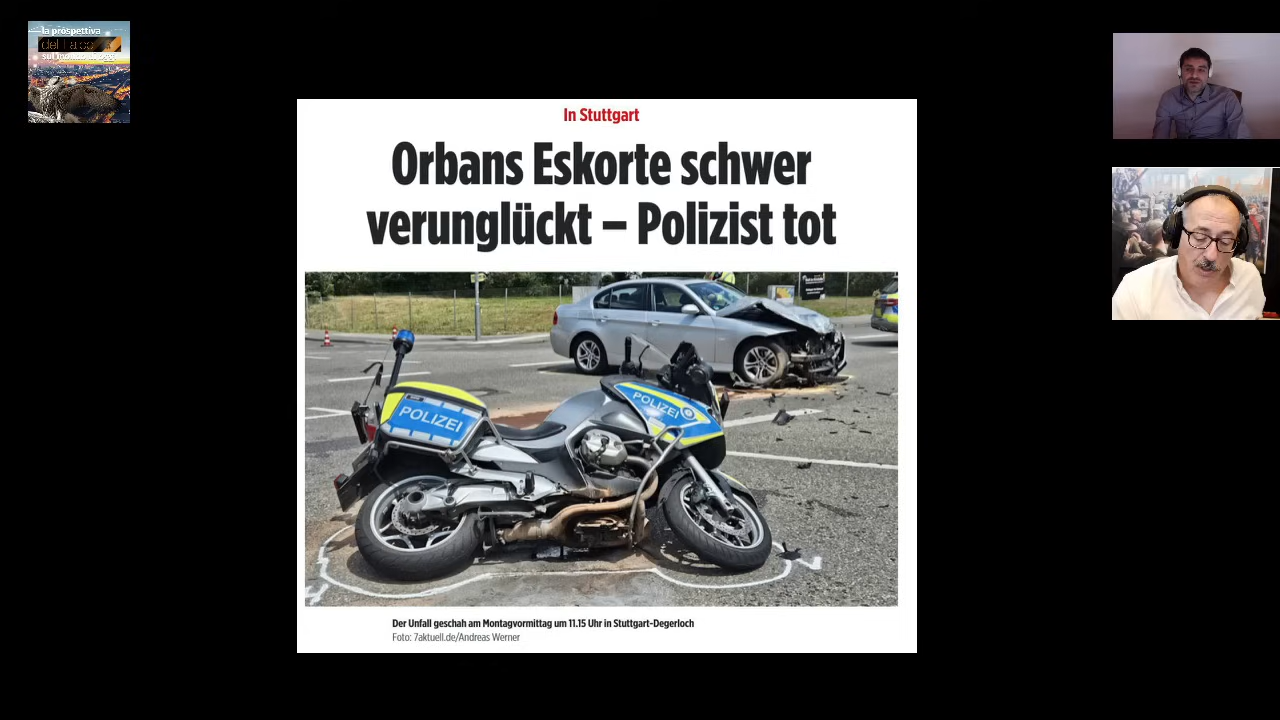 la prospettiva
In Stuttgart
Orbans Eskorte schwer
verunglückt – Polizist tot
POLIZEI
POLIZEI
Der Unfall geschah am Montagvormittag um 11.15 Uhr in Stuttgart-Degerloch
Foto: 7aktuell.de/Andreas Werner